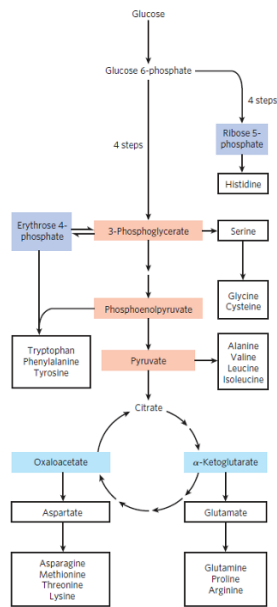 Glucose
Glucose 6-phosphate
4 steps
4 steps
Ribose 5-
phosphate
Histidine
Erythrose 4-
phosphate
3-Phosphoglycerate
Serine
Glycine
Cysteine
Phosphoenolpyruvate
Tryptophan
Phenylalanine
Tyrosine
Pyruvate
Alanine
Valine
Leucine
Isoleucine
Citrate
Oxaloacetate
α-Ketoglutarate
Aspartate
Glutamate
Asparagine
Methionine
Threonine
Lysine
Glutamine
Proline
Arginine